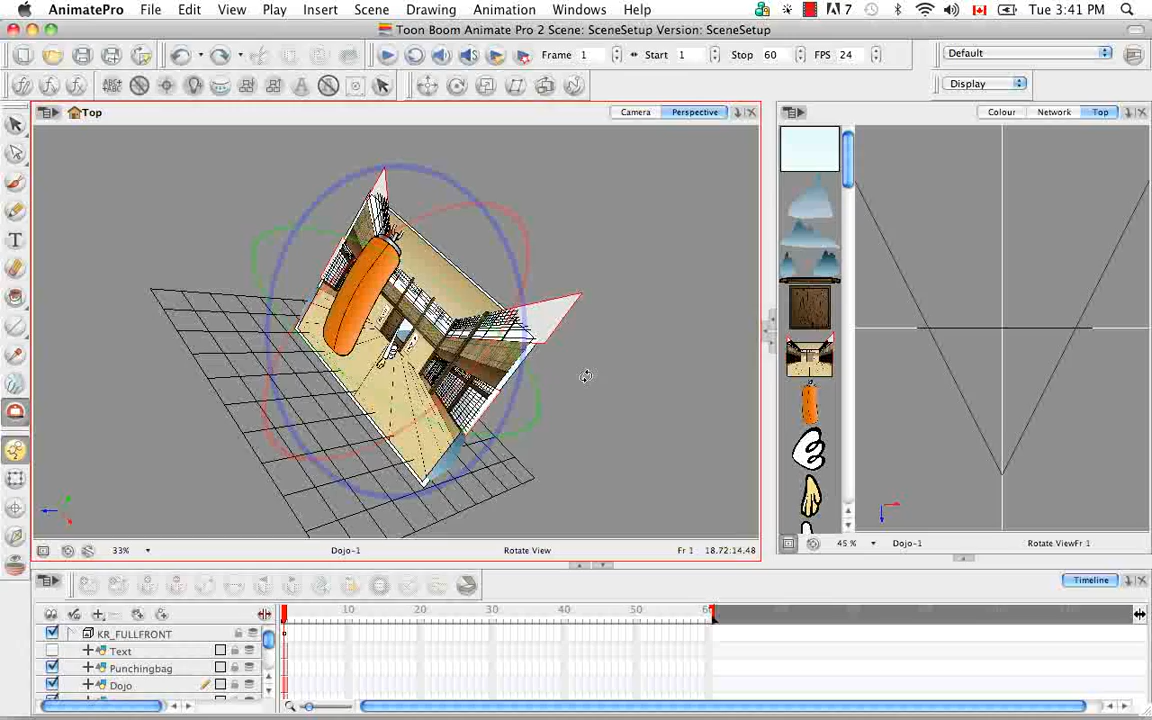 AnimatePro File Edit View Play Insert Scene Drawing Animation Windows Help 7 Tue 3:41 PM
Toon Boom Animate Pro 2 Scene: SceneSetup Version: SceneSetup
Frame 1 Start 1 Stop 60 FPS 24 Default
ABC Display
Top Camera Perspective Colour Network Top
T
33% Dojo-1 Rotate View Fr 1 18.72:14.48 45 % Dojo-1 Rotate ViewFr 1
Timeline
10 20 30 40 50 60
KR_FULLFRONT
Text
Punchingbag
Dojo